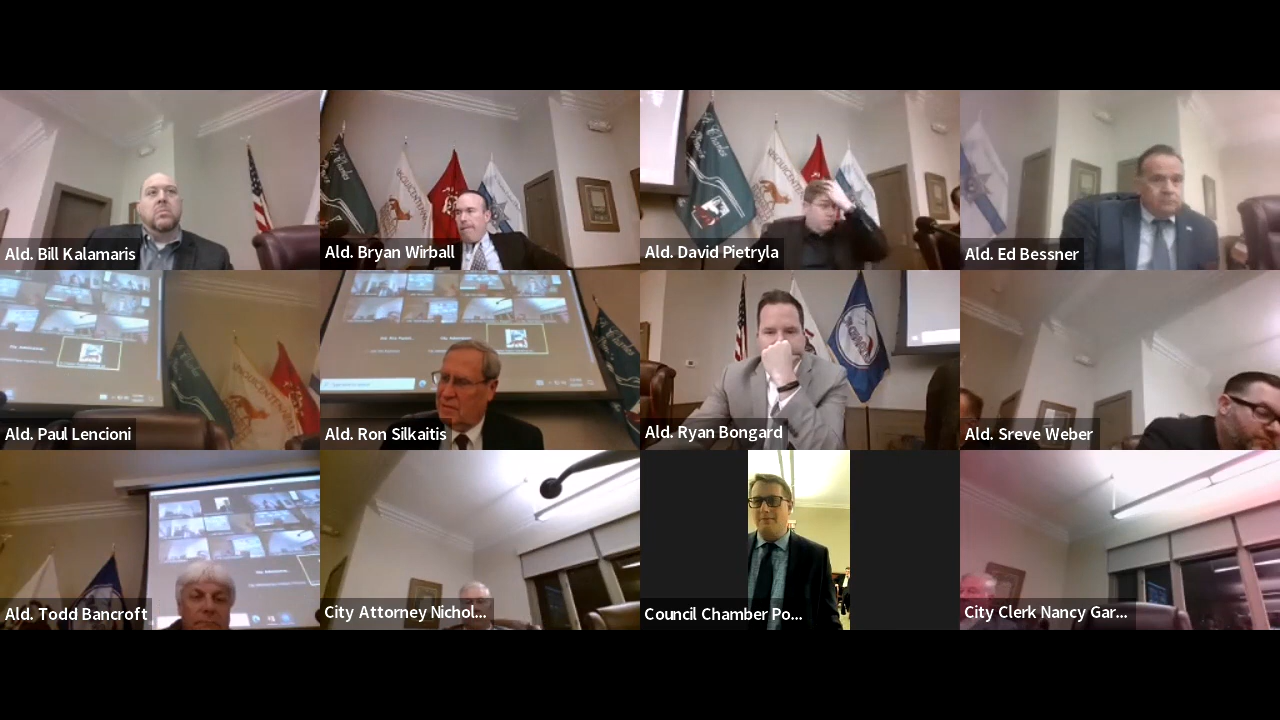 Ald. Bill Kalamaris
Ald. Bryan Wirball
Ald. David Pietryla
Ald. Ed Bessner
Ald. Paul Lencioni
Ald. Ron Silkaitis
Ald. Ryan Bongard
Ald. Sreve Weber
Ald. Todd Bancroft
City Attorney Nichol...
Council Chamber Po...
City Clerk Nancy Gar...